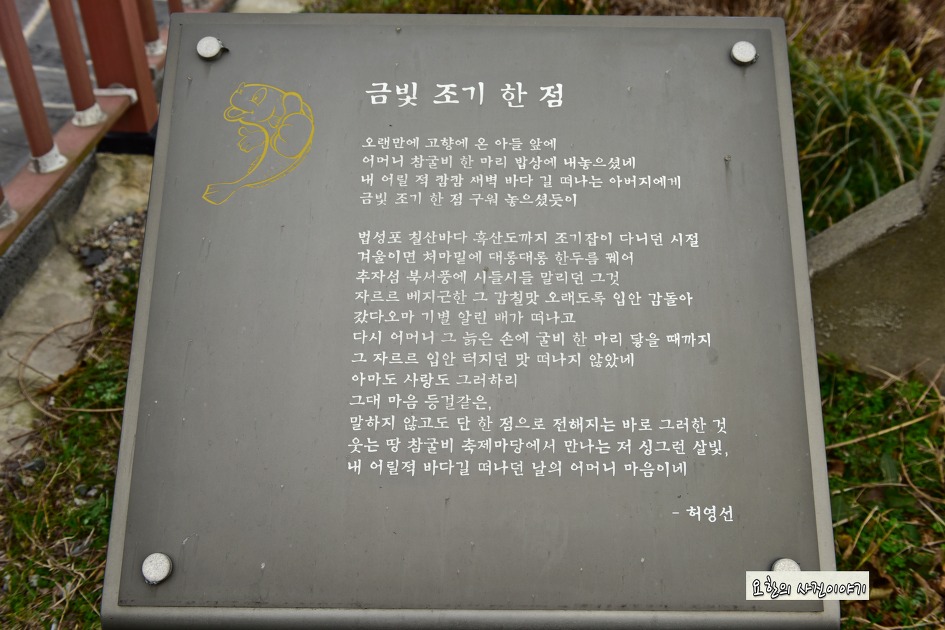 금빛 조기 한 점
오랜만에 고향에 온 아들 앞에
어머니 참굴비 한 마리 밥상에 내놓으셨네
내 어릴 적 캄캄 새벽 바다 길 떠나는 아버지에게
금빛 조기 한 점 구워 놓으셨듯이
법성포 칠산바다 흑산도까지 조기잡이 다니던 시절
겨울이면 처마밑에 대롱대롱 한두름 꿰어
추자섬 북서풍에 시들시들 말리던 그것
자르르 베지근한 그 감칠맛 오래도록 입안 감돌아
갔다오마 기별 알린 배가 떠나고
다시 어머니 그 늙은 손에 굴비 한 마리 닿을 때까지
그 자르르 입안 터지던 맛 떠나지 않았네
아마도 사랑도 그러하리
그대 마음 등걸같은,
말하지 않고도 단 한 점으로 전해지는 바로 그러한 것
웃는 땅 참굴비 축제마당에서 만나는 저 싱그런 살빛,
내 어릴적 바다길 떠나던 날의 어머니 마음이네
- 허영선
요한의 사진이야기